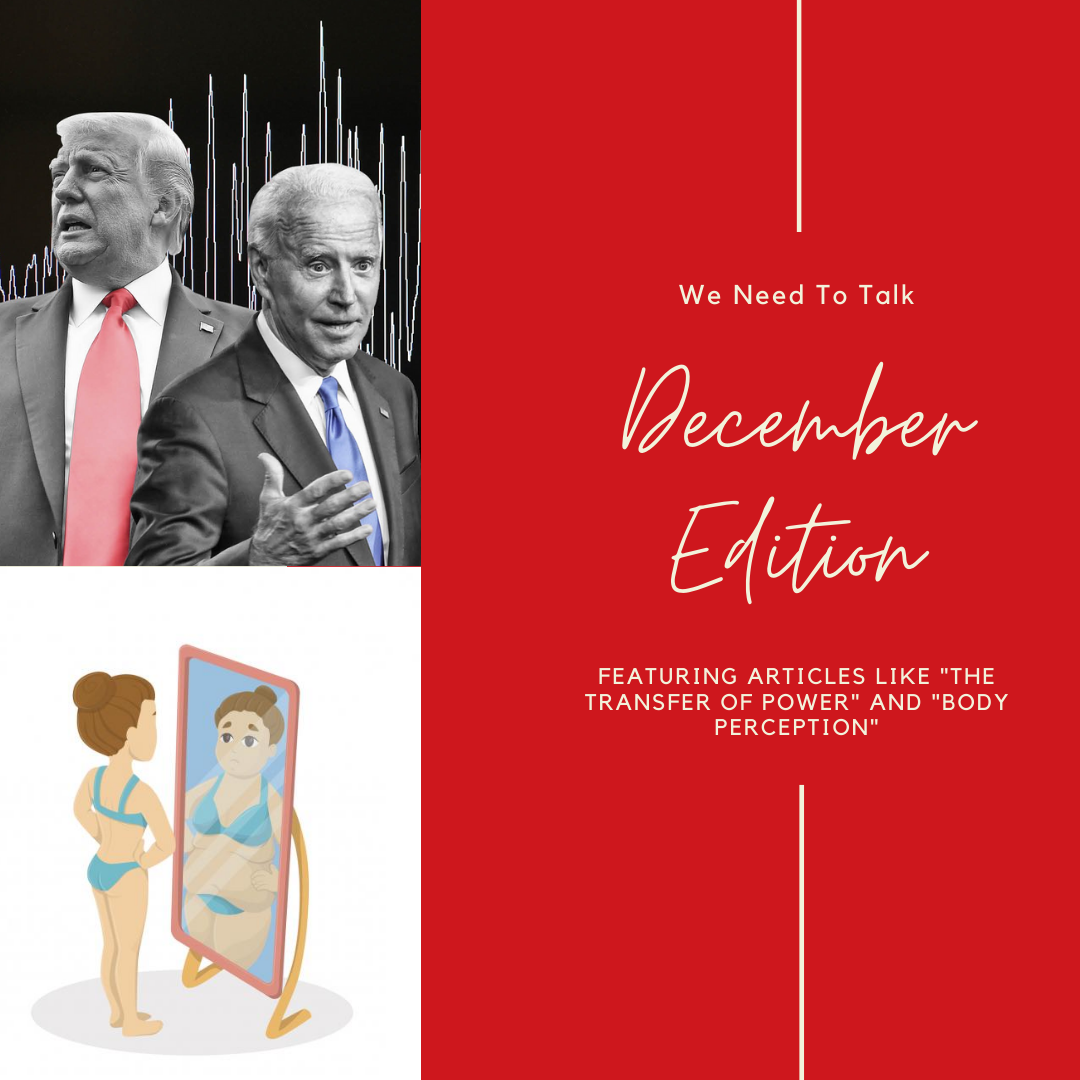 We Need To Talk
December
Edition
FEATURING ARTICLES LIKE "THE
TRANSFER OF POWER" AND "BODY
PERCEPTION"